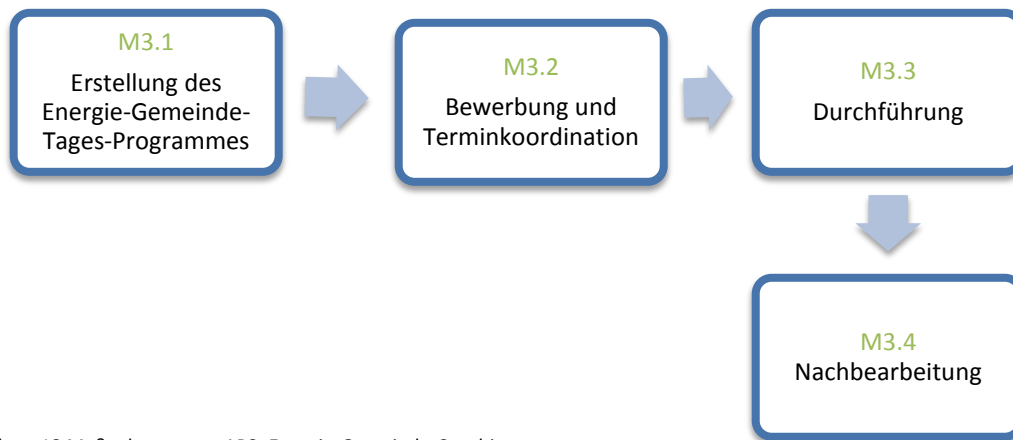 M3.1
Erstellung des
Energie-Gemeinde-
Tages-Programmes
M3.2
Bewerbung und
Terminkoordination
M3.3
Durchführung
M3.4
Nachbearbeitung